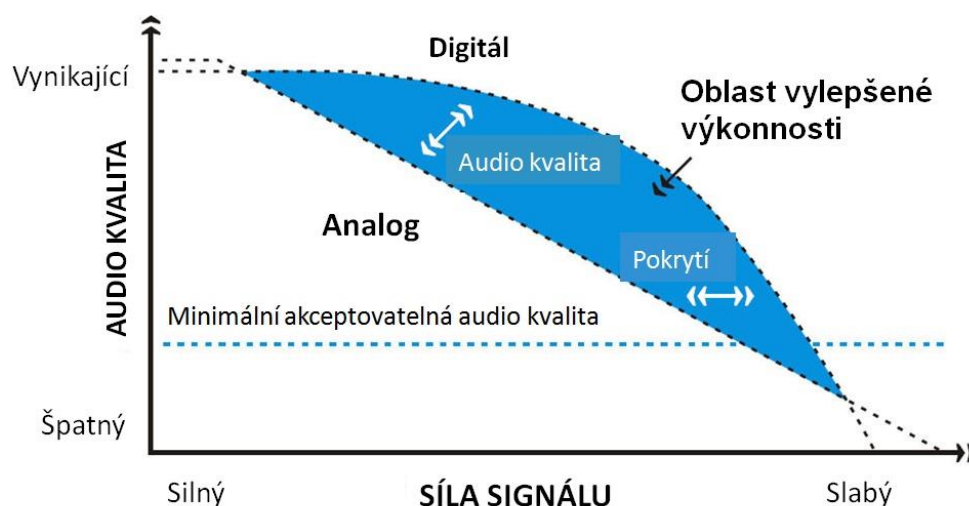 Digitál
Vynikající
Oblast vylepšené
výkonnosti
Audio kvalita
AUDIO KVALITA
Analog
Pokrytí
Minimální akceptovatelná audio kvalita
Špatný
Silný
SÍLA SIGNÁLU
Slabý